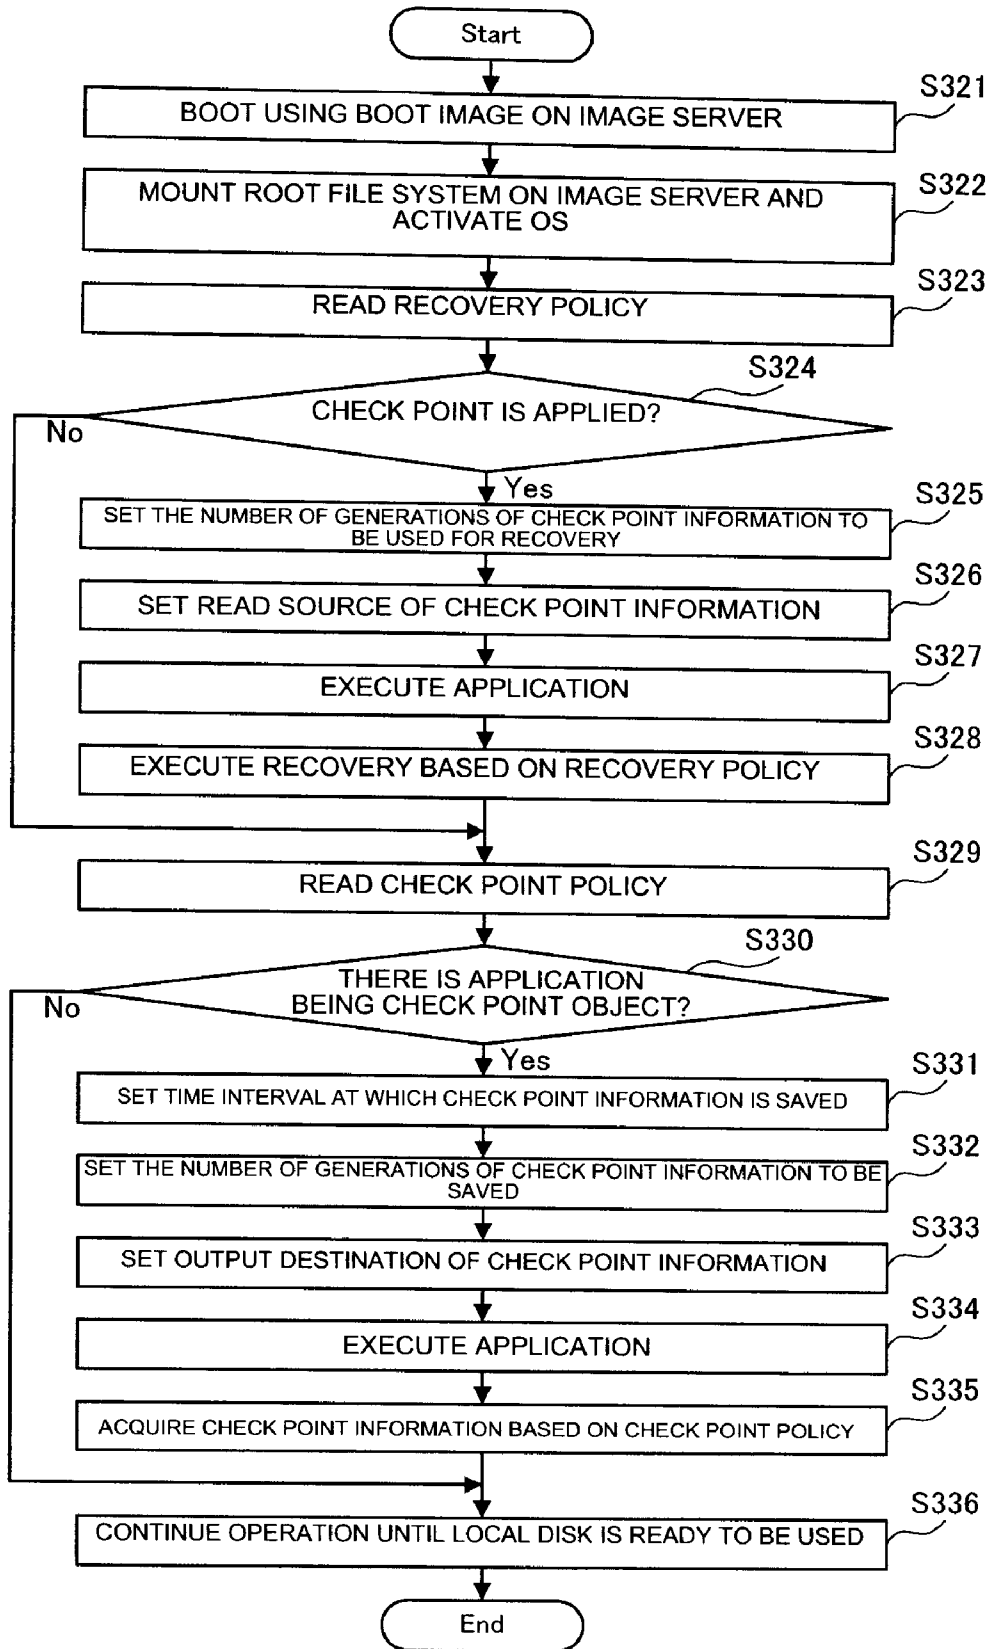 Start
S321
BOOT USING BOOT IMAGE ON IMAGE SERVER
S322
MOUNT ROOT FILE SYSTEM ON IMAGE SERVER AND
ACTIVATE OS
S323
READ RECOVERY POLICY
S324
CHECK POINT IS APPLIED?
No
Yes
S325
SET THE NUMBER OF GENERATIONS OF CHECK POINT INFORMATION TO
BE USED FOR RECOVERY
S326
SET READ SOURCE OF CHECK POINT INFORMATION
S327
EXECUTE APPLICATION
S328
EXECUTE RECOVERY BASED ON RECOVERY POLICY
S329
READ CHECK POINT POLICY
S330
THERE IS APPLICATION
BEING CHECK POINT OBJECT?
No
Yes
S331
SET TIME INTERVAL AT WHICH CHECK POINT INFORMATION IS SAVED
S332
SET THE NUMBER OF GENERATIONS OF CHECK POINT INFORMATION TO BE
SAVED
S333
SET OUTPUT DESTINATION OF CHECK POINT INFORMATION
S334
EXECUTE APPLICATION
S335
ACQUIRE CHECK POINT INFORMATION BASED ON CHECK POINT POLICY
S336
CONTINUE OPERATION UNTIL LOCAL DISK IS READY TO BE USED
End